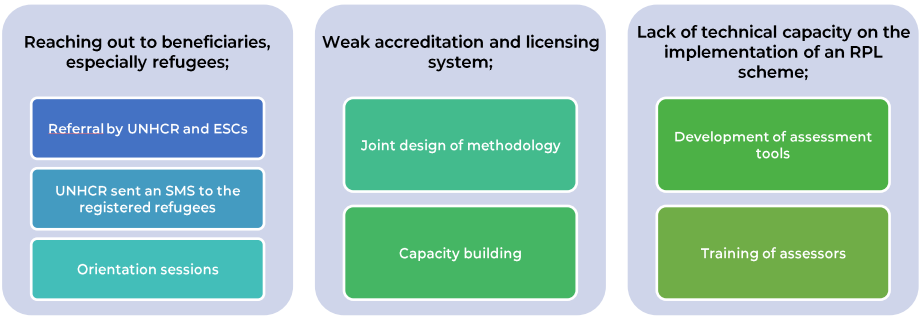 Reaching out to beneficiaries,
especially refugees;
Referral by UNHCR and ESCs
UNHCR sent an SMS to the
registered refugees
Orientation sessions
Weak accreditation and licensing
system;
Joint design of methodology
Capacity building
Lack of technical capacity on the
implementation of an RPL
scheme;
Development of assessment
tools
Training of assessors